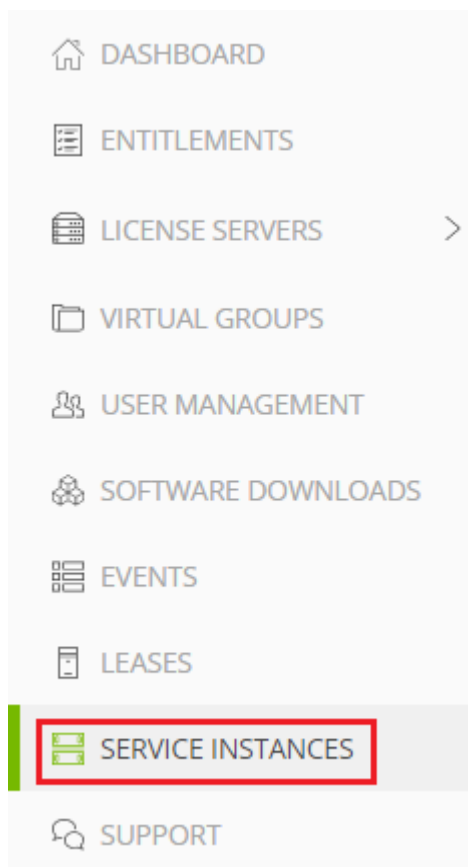 DASHBOARD
ENTITLEMENTS
LICENSE SERVERS
VIRTUAL GROUPS
USER MANAGEMENT
SOFTWARE DOWNLOADS
EVENTS
LEASES
SERVICE INSTANCES
SUPPORT